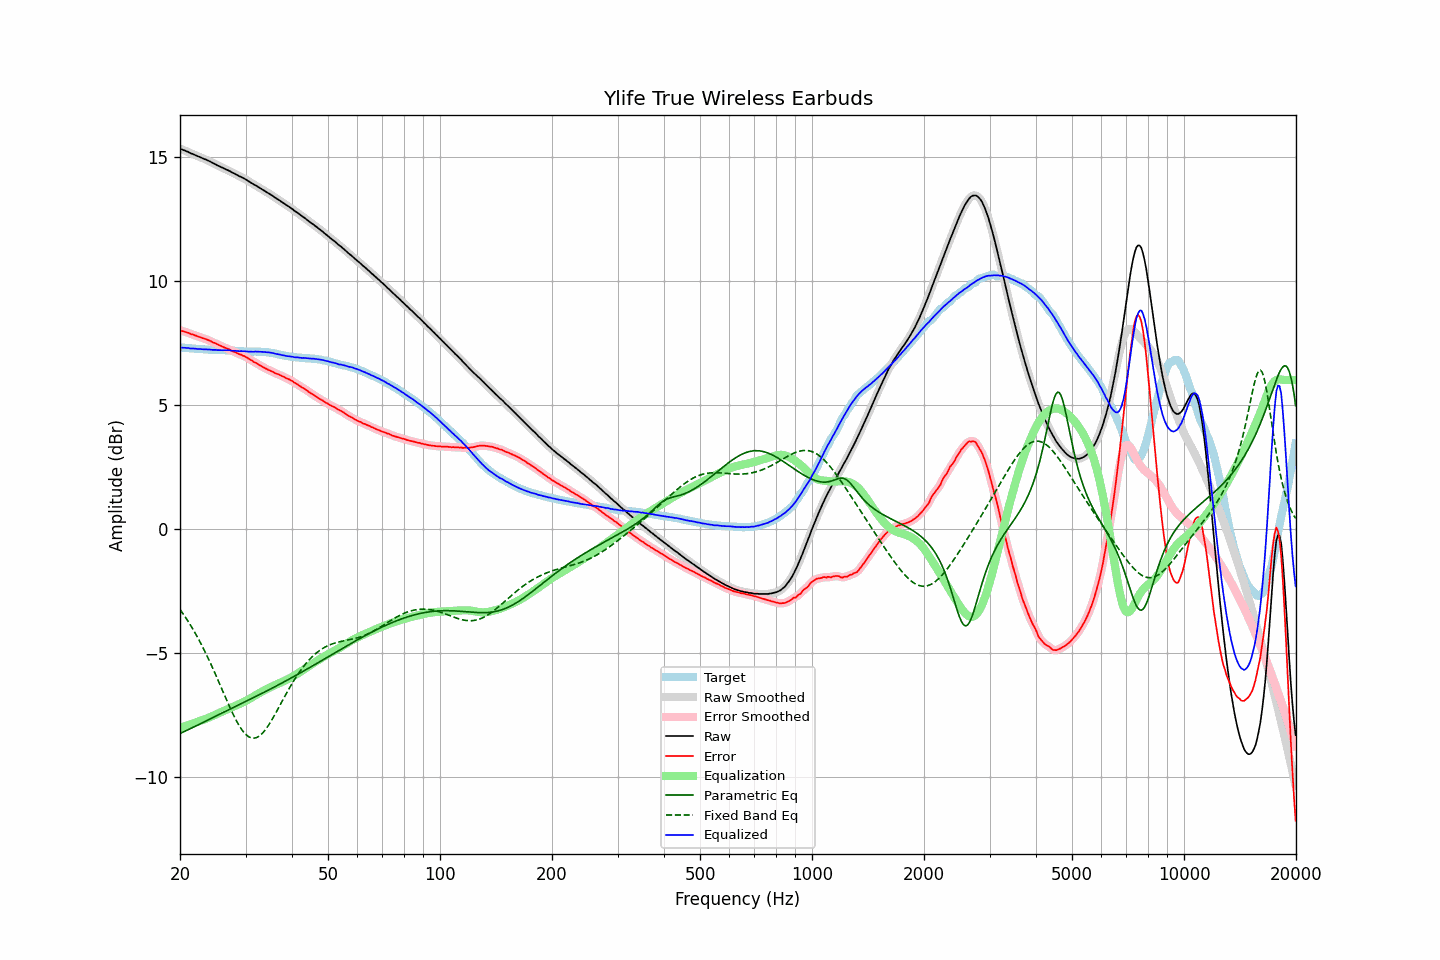 Ylife True Wireless Earbuds
Amplitude (dBr)
15
10
5
0
−5
−10
Target
Raw Smoothed
Error Smoothed
Raw
Error
Equalization
Parametric Eq
Fixed Band Eq
Equalized
20 50 100 200 500 1000 2000 5000 10000 20000
Frequency (Hz)